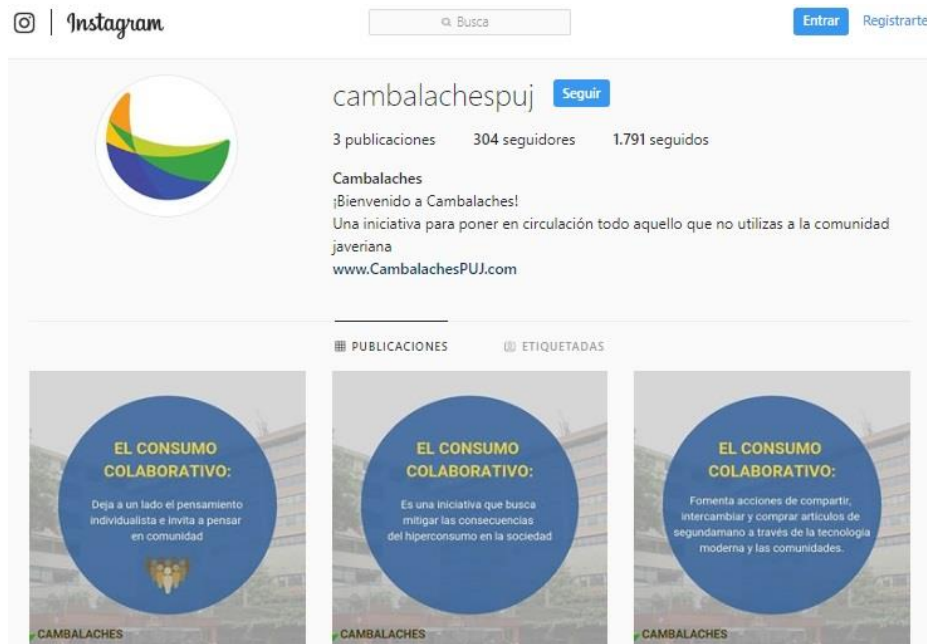 Instagram
Busca
Entrar
Registrarte
cambalachespuj
Seguir
3 publicaciones 304 seguidores 1.791 seguidos
Cambalaches
¡Bienvenido a Cambalaches!
Una iniciativa para poner en circulación todo aquello que no utilizas a la comunidad
javeriana
www.CambalachesPUJ.com
PUBLICACIONES
ETIQUETADAS
EL CONSUMO
COLABORATIVO:
Deja a un lado el pensamiento
individualista e invita a pensar
en comunidad
CAMBALACHES
EL CONSUMO
COLABORATIVO:
Es una iniciativa que busca
mitigar las consecuencias
del hiperconsumo en la sociedad
CAMBALACHES
EL CONSUMO
COLABORATIVO:
Fomenta acciones de compartir,
intercambiar y comprar artículos de
segundamano a través de la tecnología
moderna y las comunidades.
CAMBALACHES